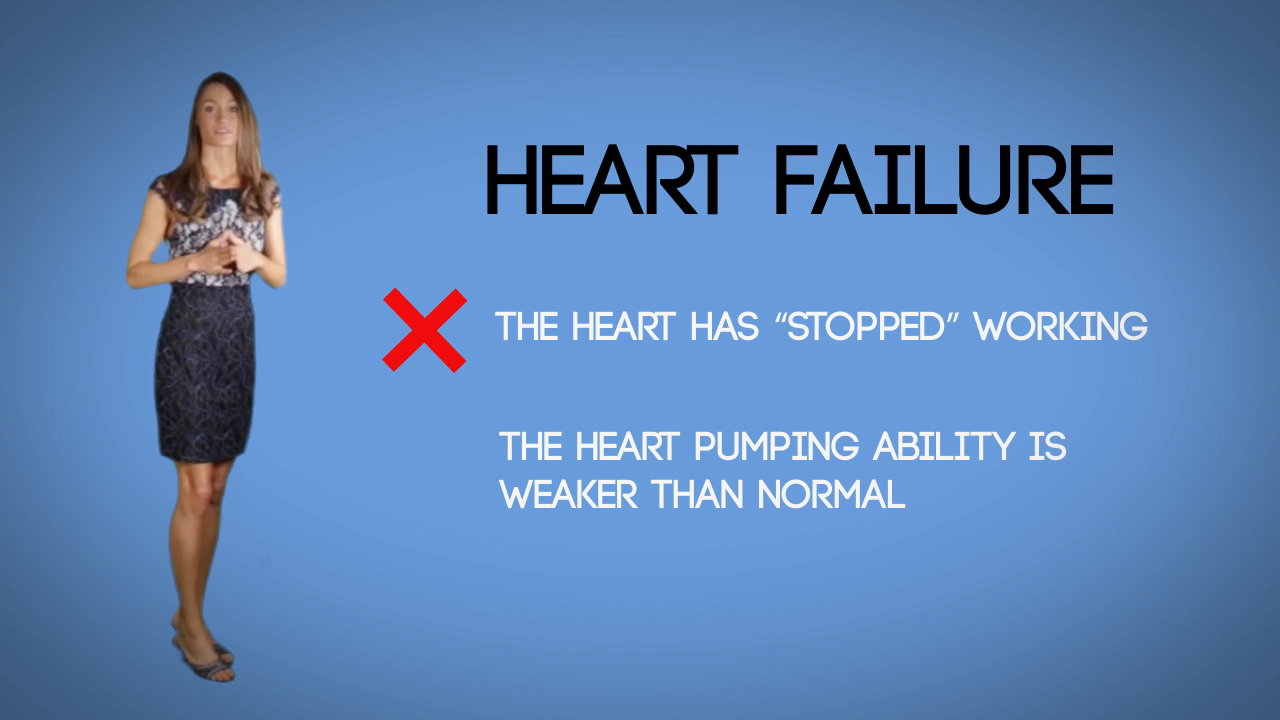 HEART FAILURE
THE HEART HAS “STOPPED” WORKING
THE HEART PUMPING ABILITY IS
WEAKER THAN NORMAL